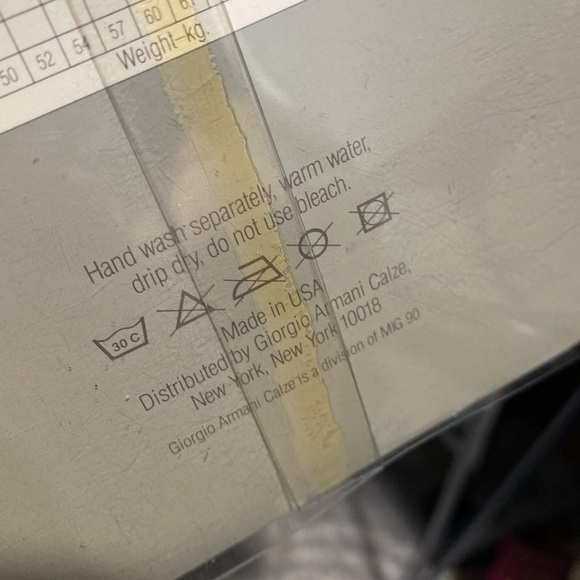 50 52 54 57 60
Weight-kg.
Hand wash separately, warm water,
drip dry, do not use bleach.
30 C
Made in USA
Distributed by Giorgio Armani Calze,
New York, New York 10018
Giorgio Armani Calze is a division of MIG 90